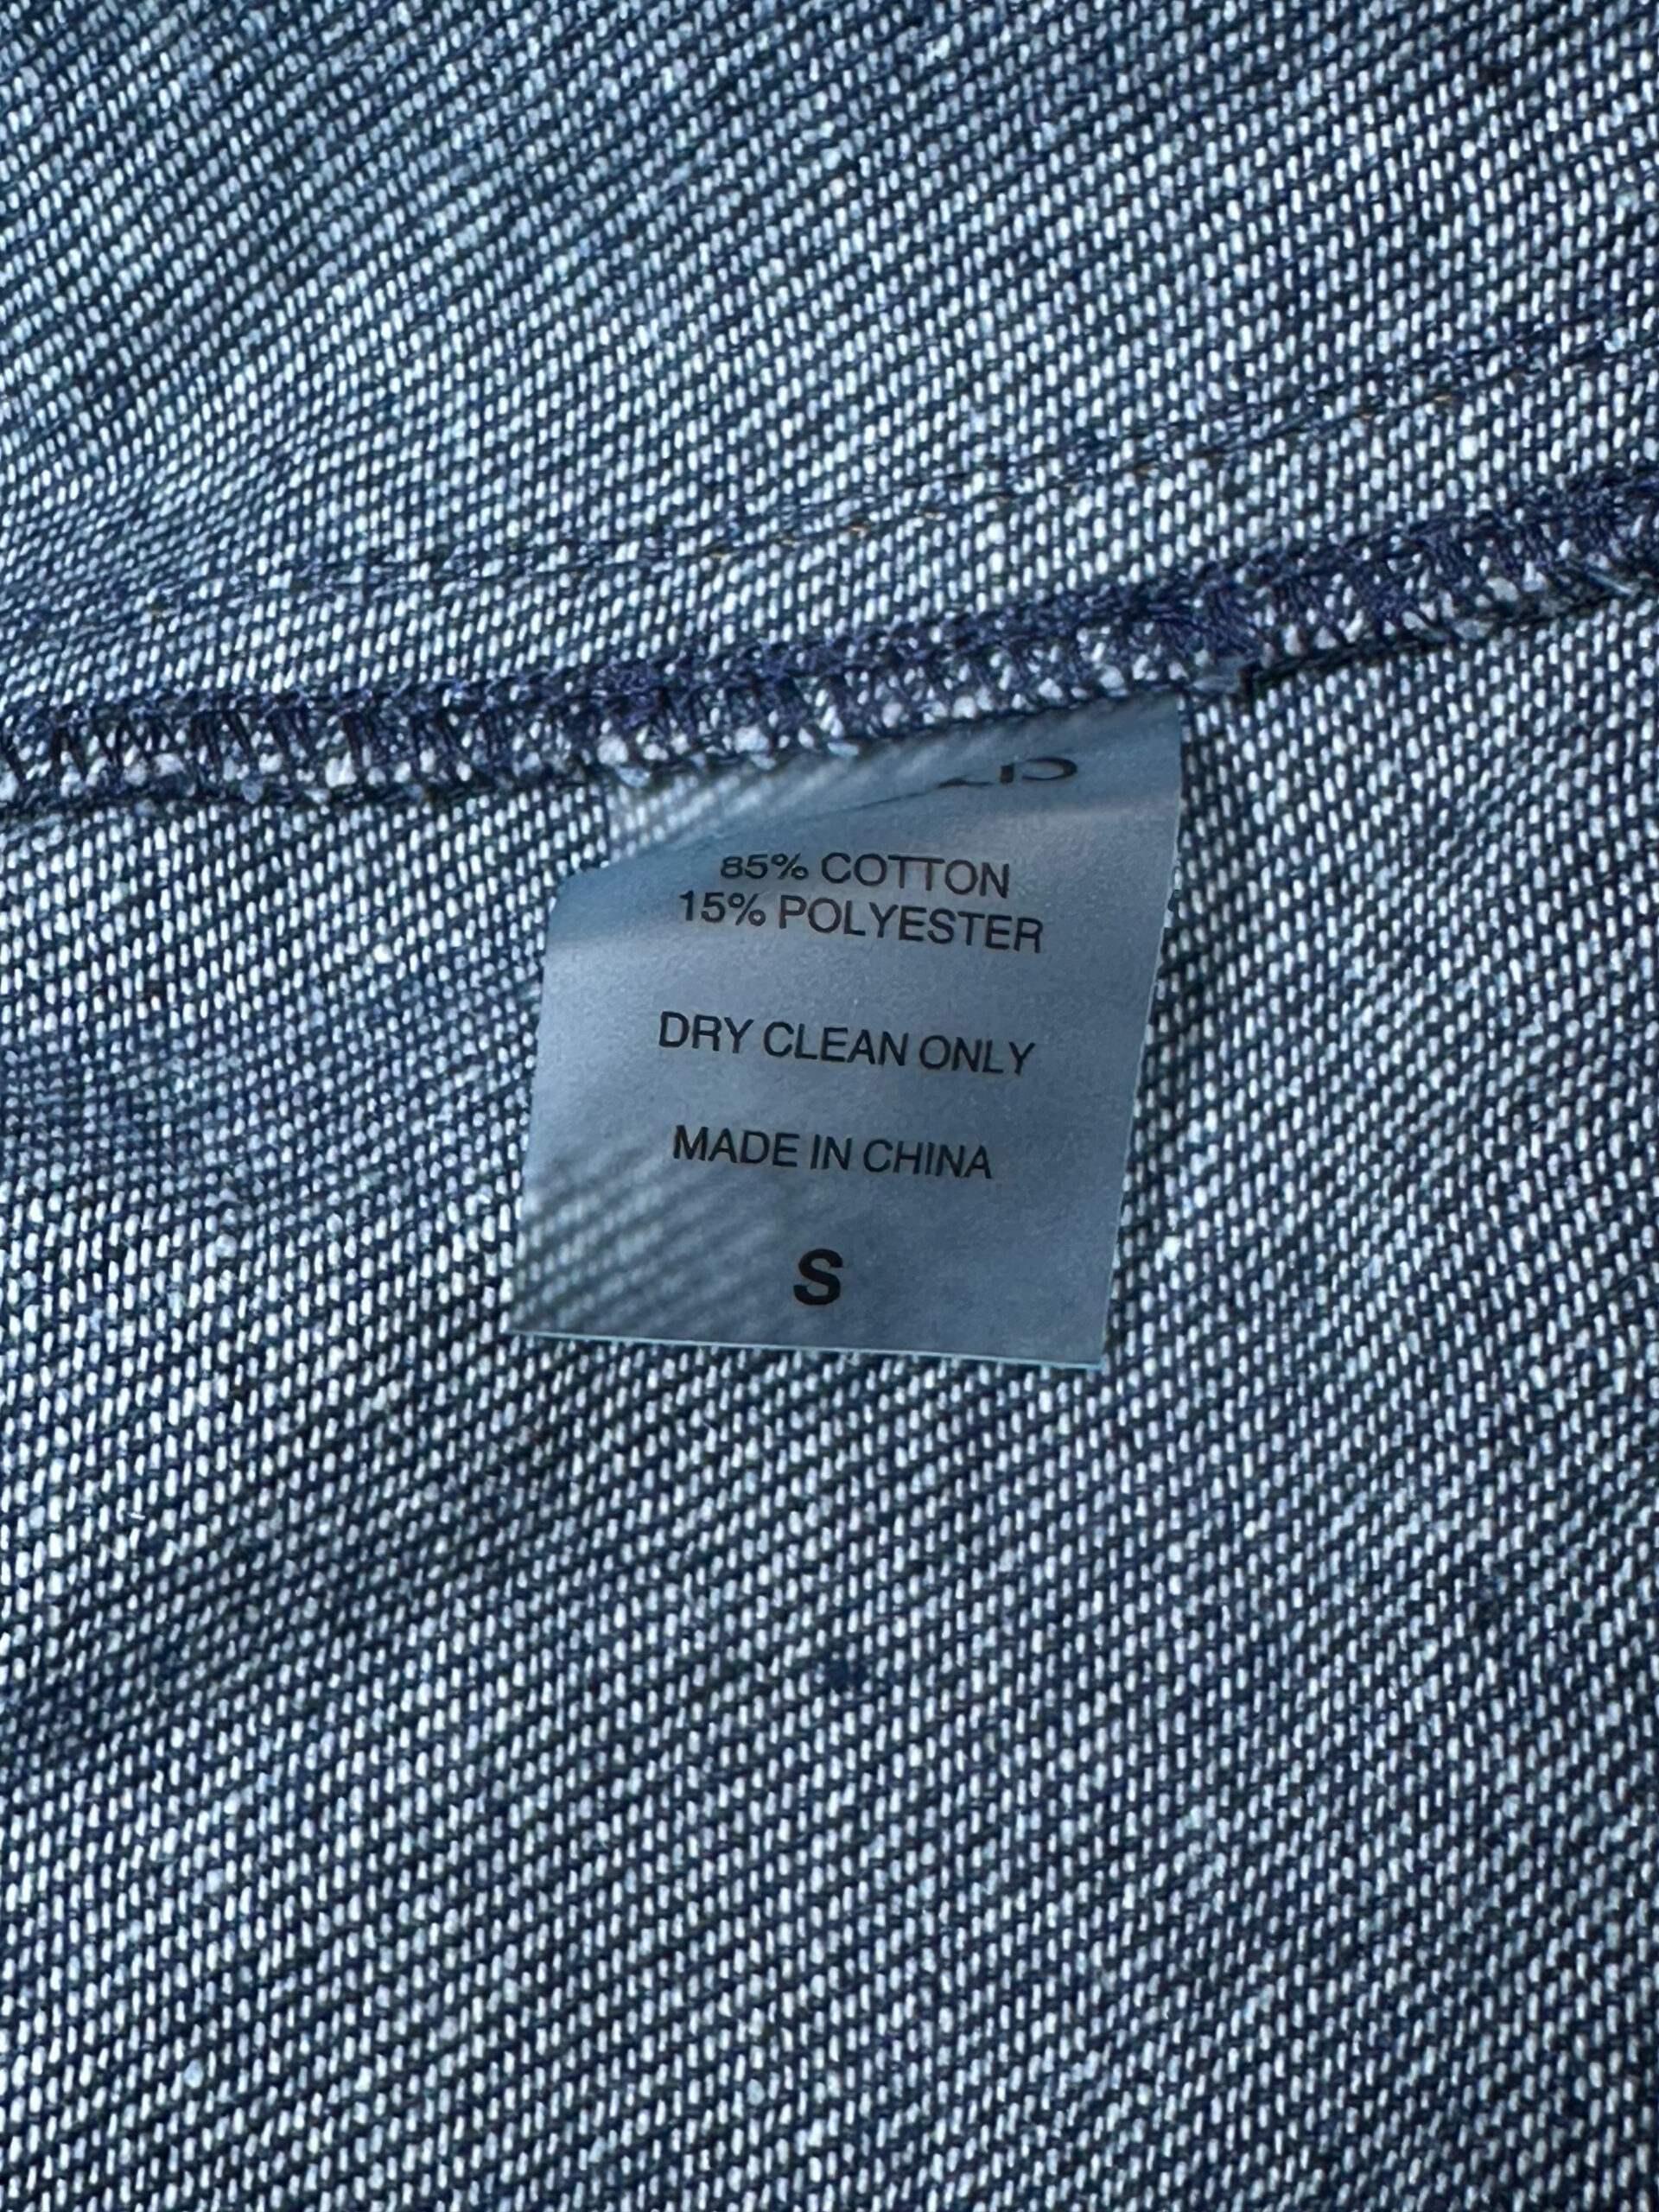 85% COTTON
15% POLYESTER
DRY CLEAN ONLY
MADE IN CHINA
S